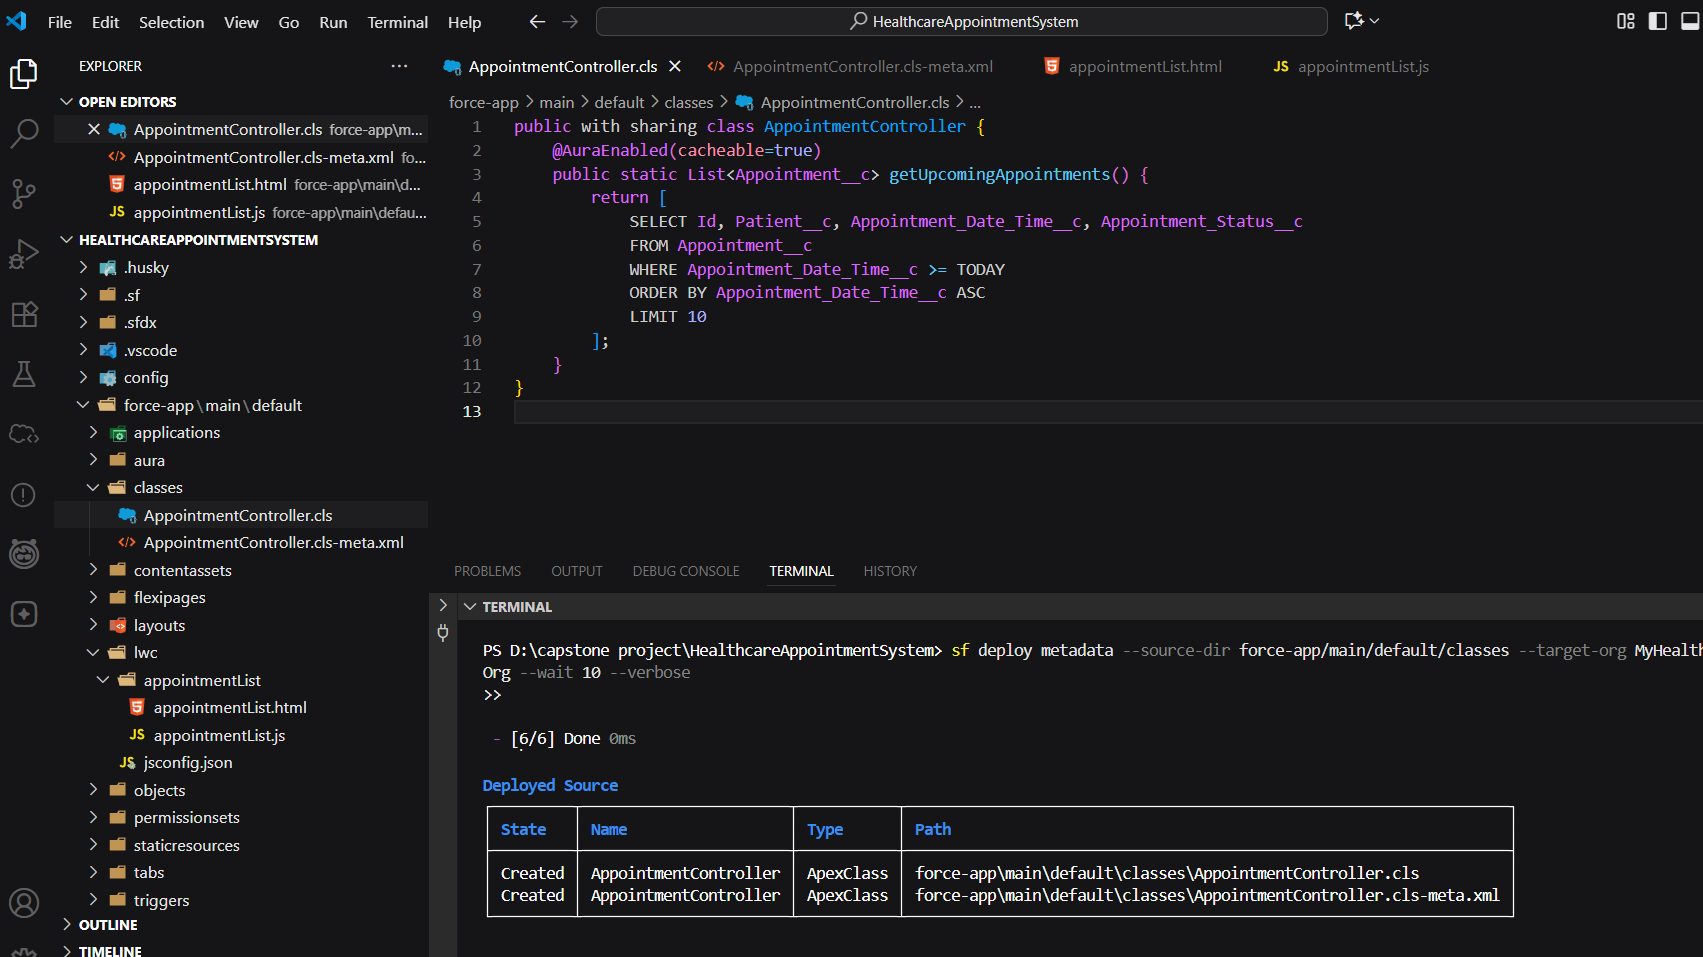 File Edit Selection View Go Run Terminal Help
HealthcareAppointmentSystem
EXPLORER
OPEN EDITORS
AppointmentController.cls force-app\m...
AppointmentController.cls-meta.xml fo...
appointmentList.html force-app\main\d...
JS appointmentList.js force-app\main\defau...
HEALTHCAREAPPOINTMENTSYSTEM
.husky
.sf
.sfdx
.vscode
config
force-app\main\default
applications
aura
classes
AppointmentController.cls
AppointmentController.cls-meta.xml
contentassets
flexipages
layouts
lwc
appointmentList
appointmentList.html
JS appointmentList.js
JS jsconfig.json
objects
permissionsets
staticresources
tabs
triggers
OUTLINE
TIMELINE
AppointmentController.cls AppointmentController.cls-meta.xml appointmentList.html JS appointmentList.js
force-app > main > default > classes > AppointmentController.cls > ...
1 public with sharing class AppointmentController {
2 @AuraEnabled(cacheable=true)
3 public static List<Appointment__c> getUpcomingAppointments() {
4 return [
5 SELECT Id, Patient__c, Appointment_Date_Time__c, Appointment_Status__c
6 FROM Appointment__c
7 WHERE Appointment_Date_Time__c >= TODAY
8 ORDER BY Appointment_Date_Time__c ASC
9 LIMIT 10
10 ];
11 }
12 }
13
PROBLEMS OUTPUT DEBUG CONSOLE TERMINAL HISTORY
TERMINAL
PS D:\capstone project\HealthcareAppointmentSystem> sf deploy metadata --source-dir force-app/main/default/classes --target-org MyHealth
Org --wait 10 --verbose
>>
- [6/6] Done 0ms
Deployed Source
State Name Type Path
Created AppointmentController ApexClass force-app\main\default\classes\AppointmentController.cls
Created AppointmentController ApexClass force-app\main\default\classes\AppointmentController.cls-meta.xml